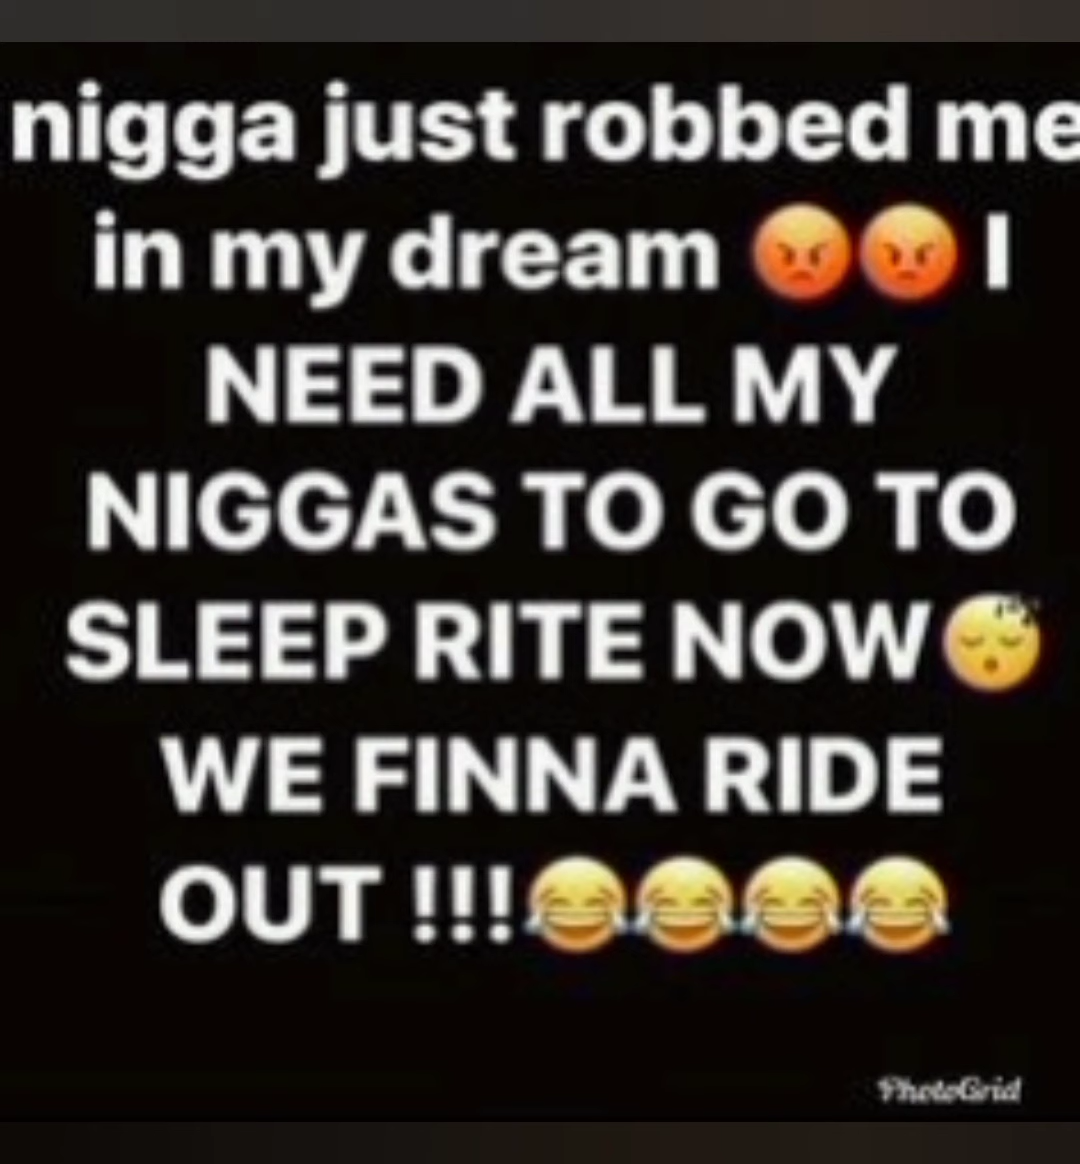 nigga just robbed me
in my dream 😡😡 I
NEED ALL MY
NIGGAS TO GO TO
SLEEP RITE NOW😴
WE FINNA RIDE
OUT !!!😂😂😂😂
PhotoGrid